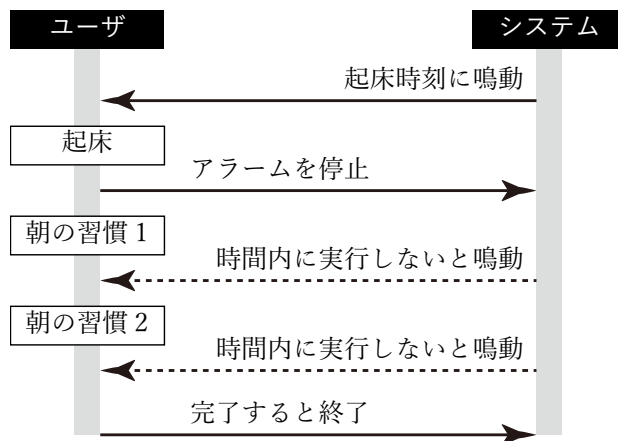 ユーザ
システム
起床時刻に鳴動
起床
アラームを停止
朝の習慣 1
時間内に実行しないと鳴動
朝の習慣 2
時間内に実行しないと鳴動
完了すると終了